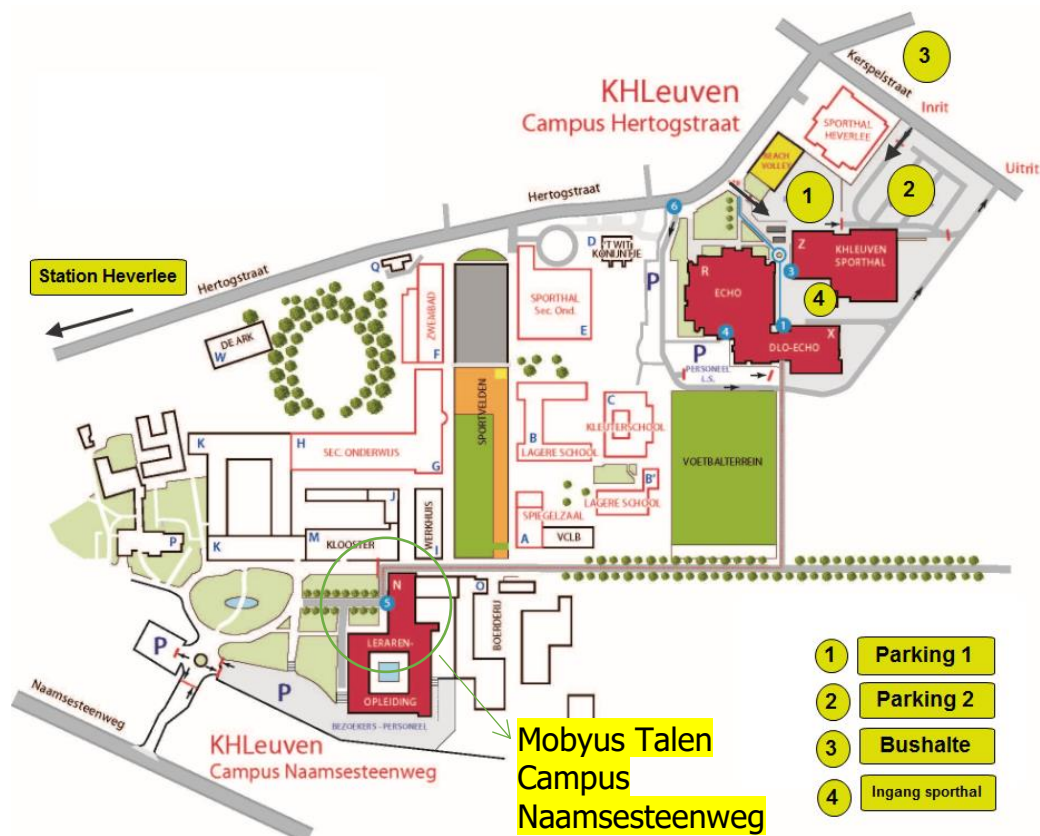 3
Kerspelstraat
Inrit
Uitrit
KHLeuven
Campus Hertogstraat
SPORTHAL
HEVERLEE
BEACH
VOLLEY
1
2
Hertogstraat
6
D
'T WIT
KONIJNTJE
P
Z
KHLEUVEN
SPORTHAL
3
4
R
ECHO
4
1
X
DLO-ECHO
P
PERSONEEL
L.S.
Station Heverlee
Hertogstraat
Q
ZWEMBAD
F
SPORTHAL
Sec. Ond.
E
DE ARK
W
SPORTVELDEN
C
KLEUTERSCHOOL
B
LAGERE SCHOOL
VOETBALTERREIN
K
H
SEC. ONDERWIJS
G
B'
LAGERE SCHOOL
J
WERKHUIS
I
SPIEGELZAAL
A
VCLB
M
KLOOSTER
P
K
N
5
O
BOERDERIJ
LERAREN-
OPLEIDING
P
P
BEZOEKERS - PERSONEEL
Naamsesteenweg
KHLeuven
Campus Naamsesteenweg
Mobyus Talen
Campus
Naamsesteenweg
1 Parking 1
2 Parking 2
3 Bushalte
4 Ingang sporthal